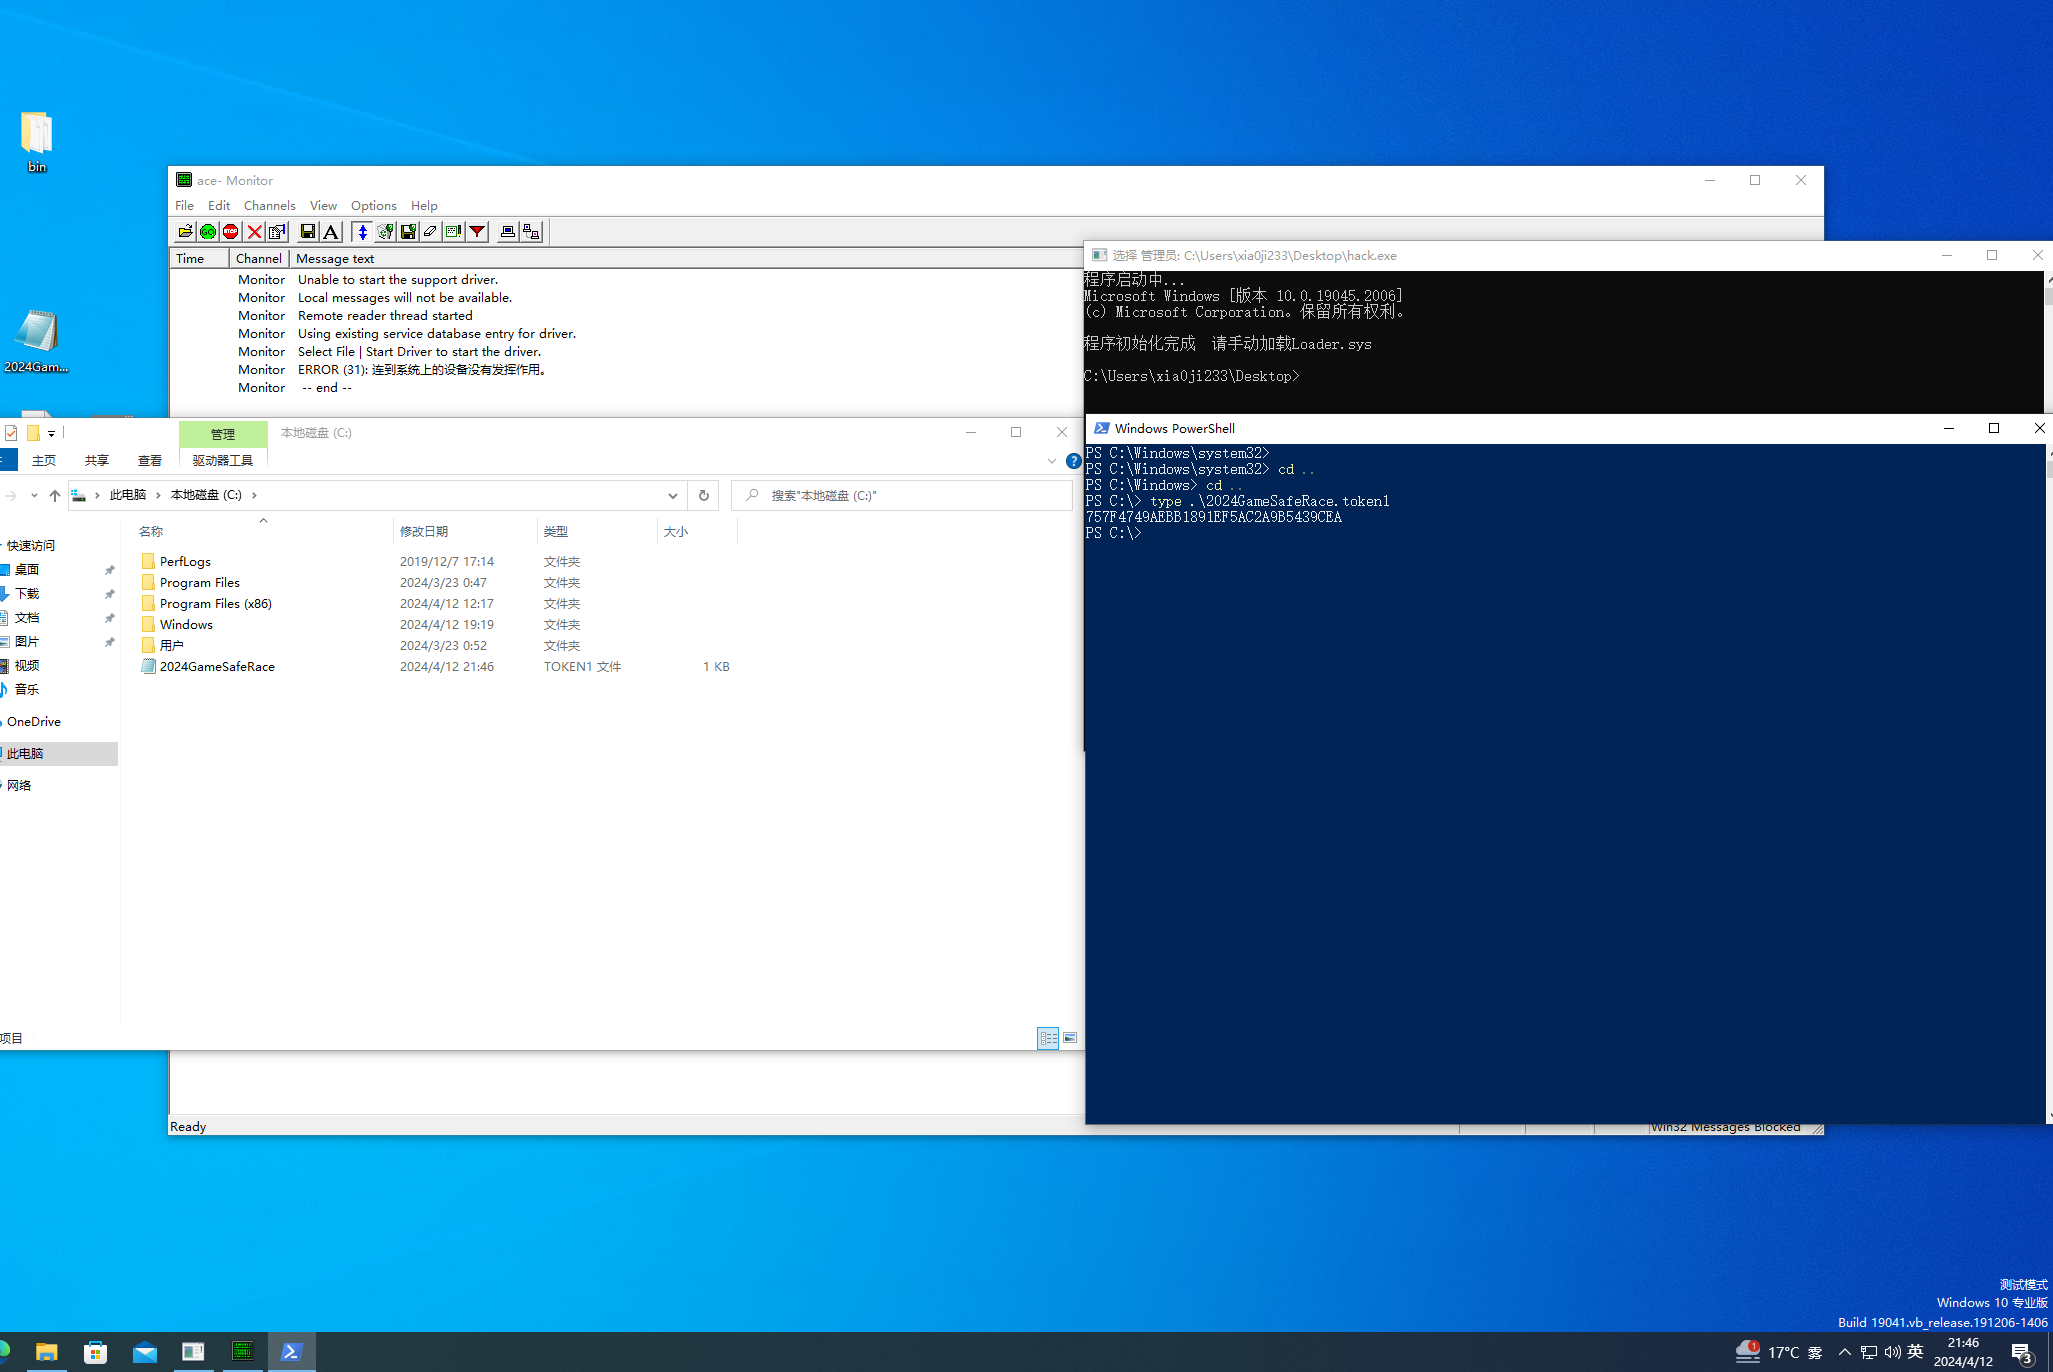 bin
2024Gam...
ace- Monitor
File Edit Channels View Options Help
Time Channel Message text
Monitor Unable to start the support driver.
Monitor Local messages will not be available.
Monitor Remote reader thread started
Monitor Using existing service database entry for driver.
Monitor Select File | Start Driver to start the driver.
Monitor ERROR (31): 连到系统上的设备没有发挥作用。
Monitor -- end --
Ready
Win32 Messages Blocked
选择 管理员: C:\Users\xia0ji233\Desktop\hack.exe
程序启动中...
Microsoft Windows [版本 10.0.19045.2006]
(c) Microsoft Corporation。保留所有权利。
程序初始化完成 请手动加载Loader.sys
C:\Users\xia0ji233\Desktop>
管理 本地磁盘 (C:)
主页 共享 查看 驱动器工具
此电脑 本地磁盘 (C:) 搜索"本地磁盘 (C:)"
名称 修改日期 类型 大小
快速访问
桌面
下载
文档
图片
视频
音乐
OneDrive
此电脑
网络
PerfLogs 2019/12/7 17:14 文件夹
Program Files 2024/3/23 0:47 文件夹
Program Files (x86) 2024/4/12 12:17 文件夹
Windows 2024/4/12 19:19 文件夹
用户 2024/3/23 0:52 文件夹
2024GameSafeRace 2024/4/12 21:46 TOKEN1 文件 1 KB
项目
Windows PowerShell
PS C:\Windows\system32>
PS C:\Windows\system32> cd ..
PS C:\Windows> cd ..
PS C:\> type .\2024GameSafeRace.token1
757F4749AEBB1891EF5AC2A9B5439CEA
PS C:\>
测试模式
Windows 10 专业版
Build 19041.vb_release.191206-1406
1 17°C 雾 英 21:46 3
2024/4/12